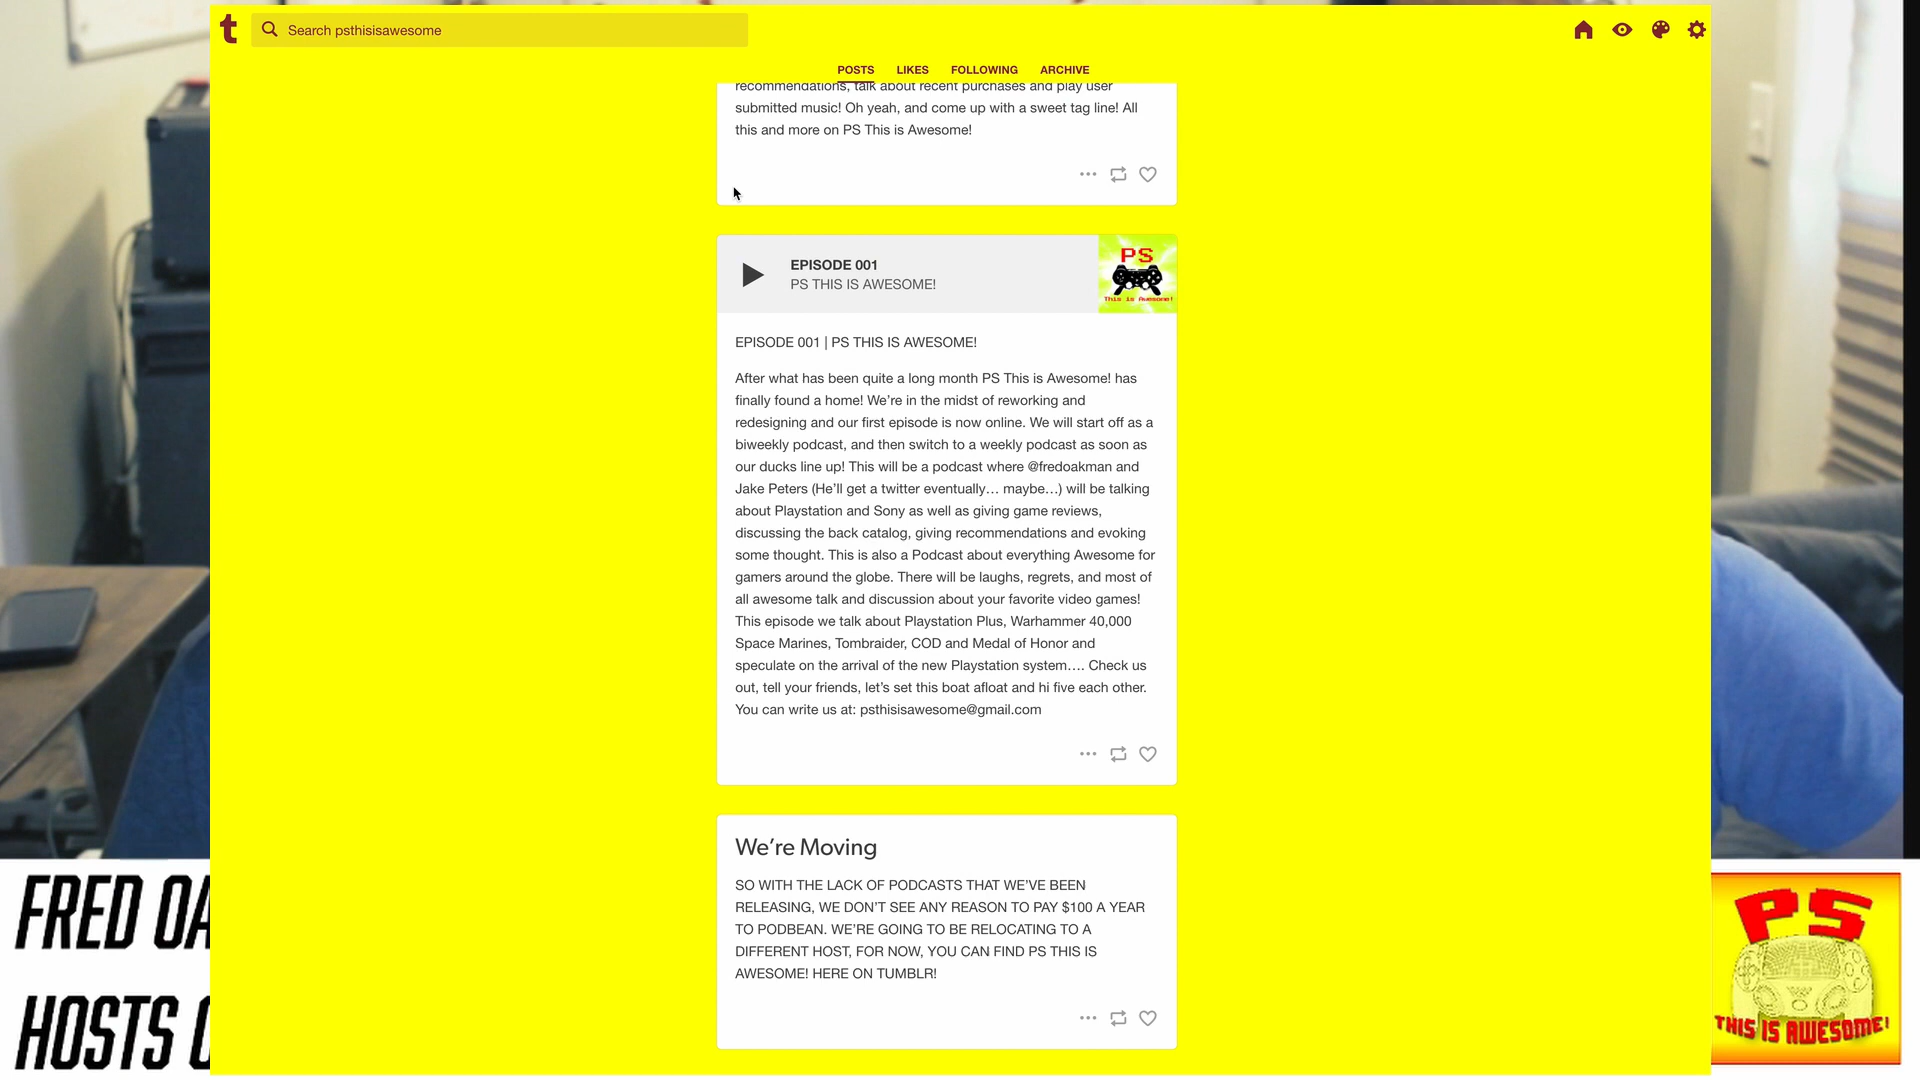 t
Search psthisisawesome
POSTS LIKES FOLLOWING ARCHIVE
recommendations, talk about recent purchases and play user
submitted music! Oh yeah, and come up with a sweet tag line! All
this and more on PS This is Awesome!
EPISODE 001
PS THIS IS AWESOME!
PS
This is Awesome!
EPISODE 001 | PS THIS IS AWESOME!
After what has been quite a long month PS This is Awesome! has
finally found a home! We’re in the midst of reworking and
redesigning and our first episode is now online. We will start off as a
biweekly podcast, and then switch to a weekly podcast as soon as
our ducks line up! This will be a podcast where @fredoakman and
Jake Peters (He’ll get a twitter eventually… maybe…) will be talking
about Playstation and Sony as well as giving game reviews,
discussing the back catalog, giving recommendations and evoking
some thought. This is also a Podcast about everything Awesome for
gamers around the globe. There will be laughs, regrets, and most of
all awesome talk and discussion about your favorite video games!
This episode we talk about Playstation Plus, Warhammer 40,000
Space Marines, Tombraider, COD and Medal of Honor and
speculate on the arrival of the new Playstation system…. Check us
out, tell your friends, let’s set this boat afloat and hi five each other.
You can write us at: psthisisawesome@gmail.com
We’re Moving
SO WITH THE LACK OF PODCASTS THAT WE’VE BEEN
RELEASING, WE DON’T SEE ANY REASON TO PAY $100 A YEAR
TO PODBEAN. WE’RE GOING TO BE RELOCATING TO A
DIFFERENT HOST, FOR NOW, YOU CAN FIND PS THIS IS
AWESOME! HERE ON TUMBLR!
FRED OA
HOSTS
PS
THIS IS AWESOME!